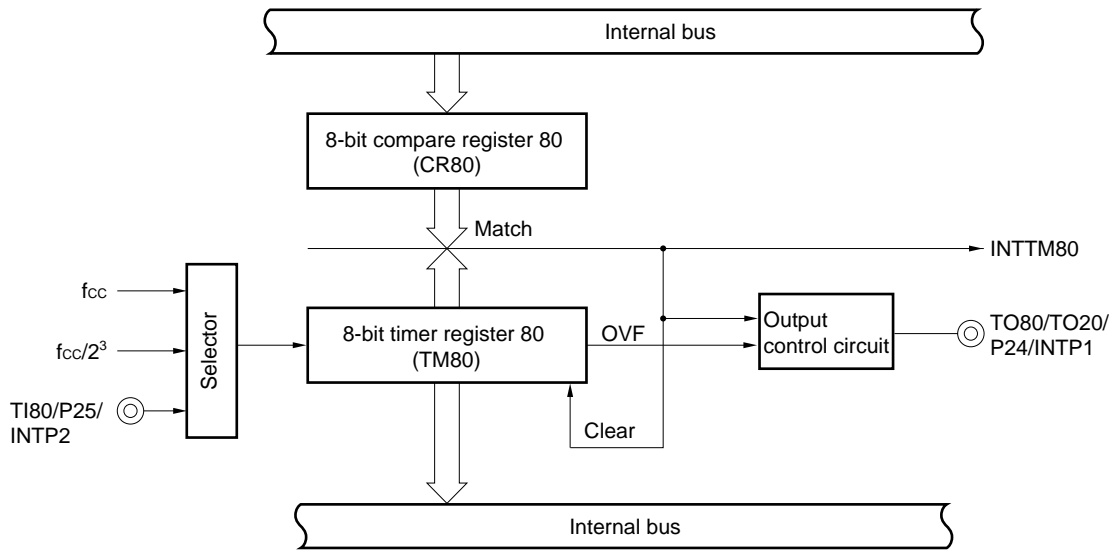 Internal bus
8-bit compare register 80
(CR80)
Match
INTTM80
fCC
fCC/2³
TI80/P25/
INTP2
Selector
8-bit timer register 80
(TM80)
OVF
Clear
Output
control circuit
TO80/TO20/
P24/INTP1
Internal bus